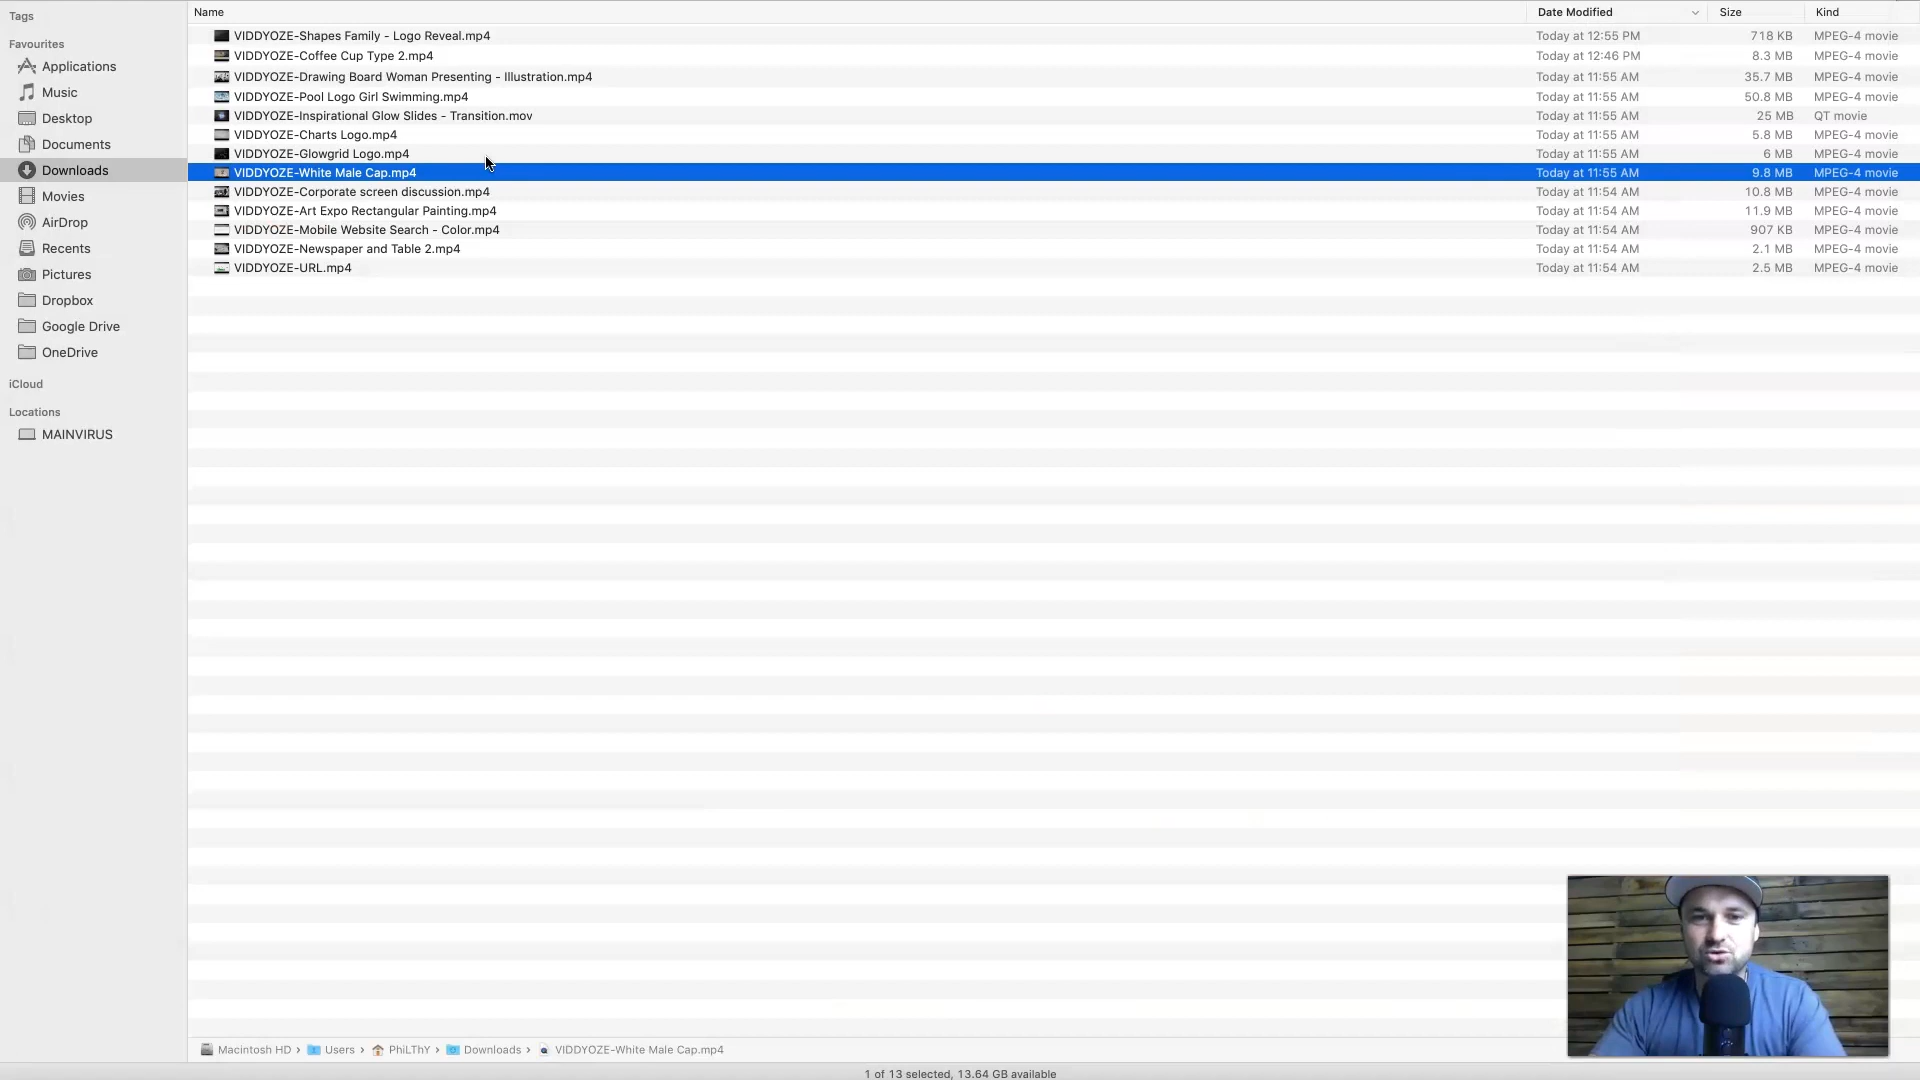 Tags
Favourites
Applications
Music
Desktop
Documents
Downloads
Movies
AirDrop
Recents
Pictures
Dropbox
Google Drive
OneDrive
iCloud
Locations
MAINVIRUS
Name Date Modified Size Kind
VIDDYOZE-Shapes Family - Logo Reveal.mp4 Today at 12:55 PM 718 KB MPEG-4 movie
VIDDYOZE-Coffee Cup Type 2.mp4 Today at 12:46 PM 8.3 MB MPEG-4 movie
VIDDYOZE-Drawing Board Woman Presenting - Illustration.mp4 Today at 11:55 AM 35.7 MB MPEG-4 movie
VIDDYOZE-Pool Logo Girl Swimming.mp4 Today at 11:55 AM 50.8 MB MPEG-4 movie
VIDDYOZE-Inspirational Glow Slides - Transition.mov Today at 11:55 AM 25 MB QT movie
VIDDYOZE-Charts Logo.mp4 Today at 11:55 AM 5.8 MB MPEG-4 movie
VIDDYOZE-Glowgrid Logo.mp4 Today at 11:55 AM 6 MB MPEG-4 movie
VIDDYOZE-White Male Cap.mp4 Today at 11:55 AM 9.8 MB MPEG-4 movie
VIDDYOZE-Corporate screen discussion.mp4 Today at 11:54 AM 10.8 MB MPEG-4 movie
VIDDYOZE-Art Expo Rectangular Painting.mp4 Today at 11:54 AM 11.9 MB MPEG-4 movie
VIDDYOZE-Mobile Website Search - Color.mp4 Today at 11:54 AM 907 KB MPEG-4 movie
VIDDYOZE-Newspaper and Table 2.mp4 Today at 11:54 AM 2.1 MB MPEG-4 movie
VIDDYOZE-URL.mp4 Today at 11:54 AM 2.5 MB MPEG-4 movie
Macintosh HD › Users › PhiLThY › Downloads › VIDDYOZE-White Male Cap.mp4
1 of 13 selected, 13.64 GB available